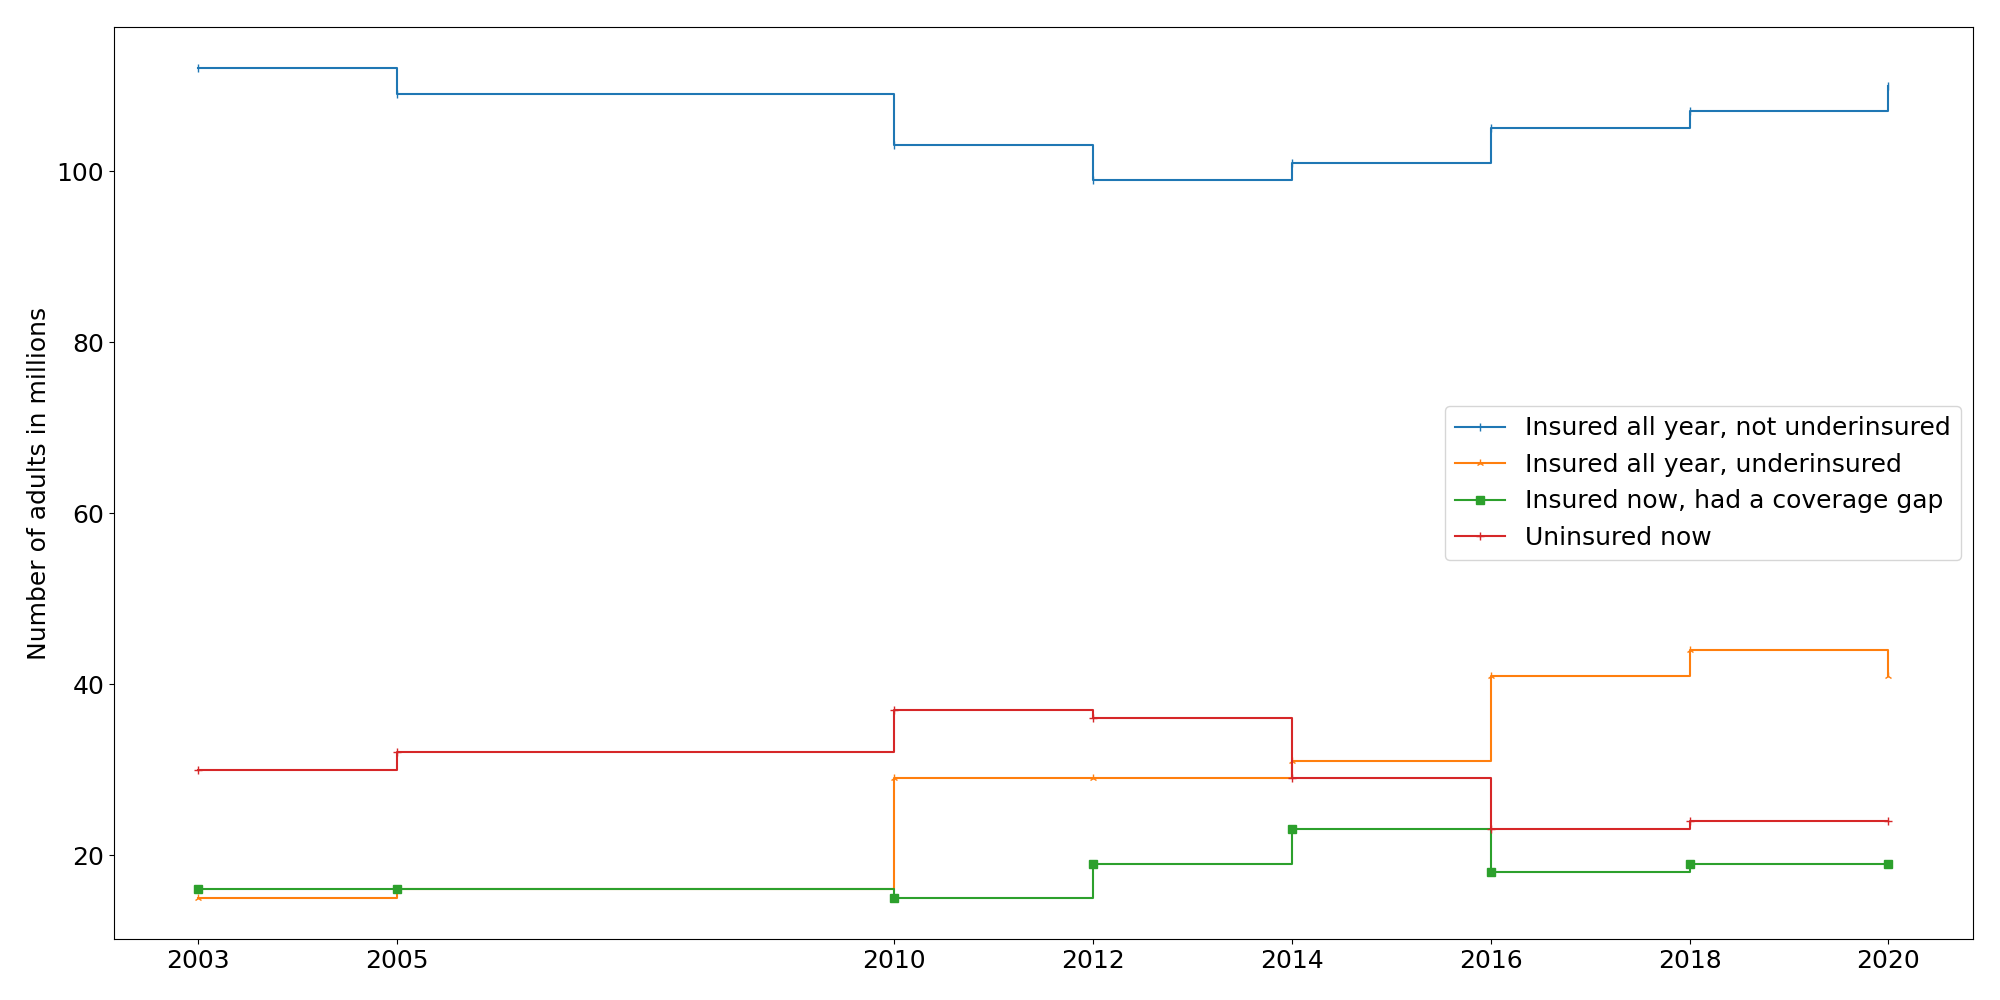 Number of adults in millions
100
80
60
40
20
Insured all year, not underinsured
Insured all year, underinsured
Insured now, had a coverage gap
Uninsured now
2003 2005 2010 2012 2014 2016 2018 2020